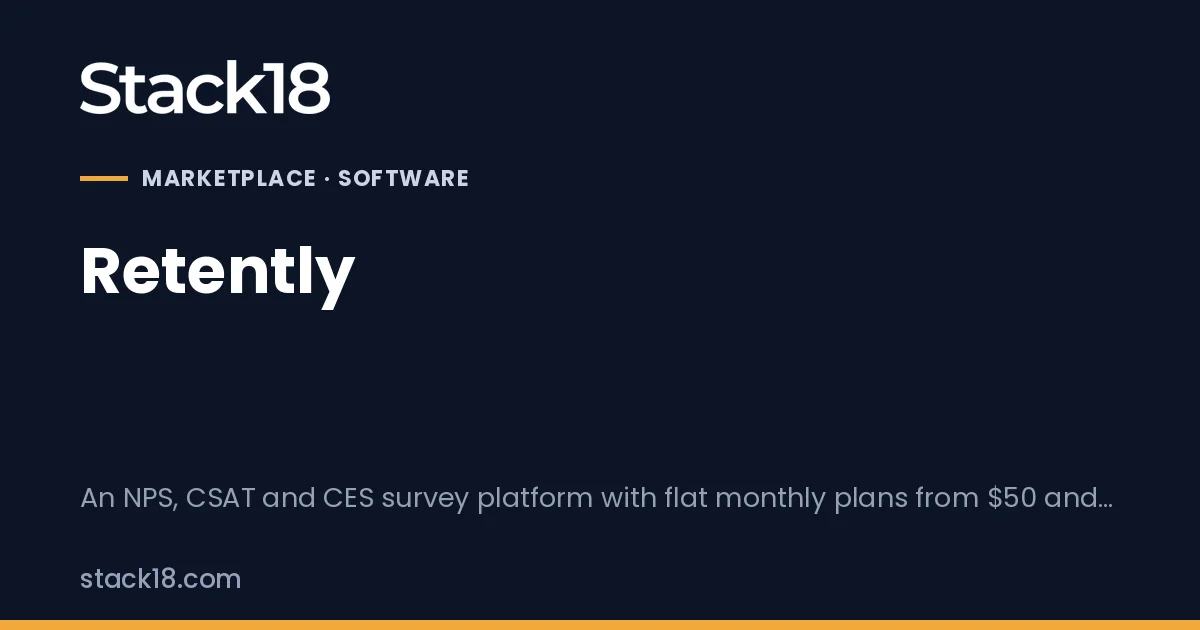 Stack18
MARKETPLACE · SOFTWARE
Retently
An NPS, CSAT and CES survey platform with flat monthly plans from $50 and...
stack18.com